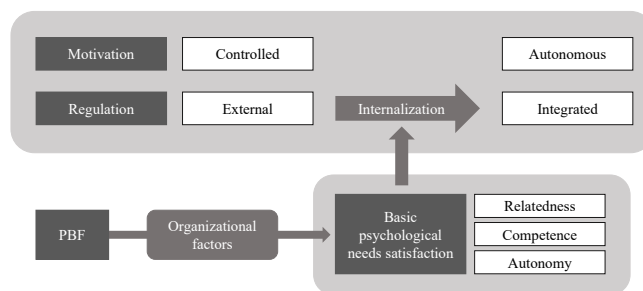 Motivation
Controlled
Autonomous
Regulation
External
Internalization
Integrated
PBF
Organizational
factors
Basic
psychological
needs satisfaction
Relatedness
Competence
Autonomy